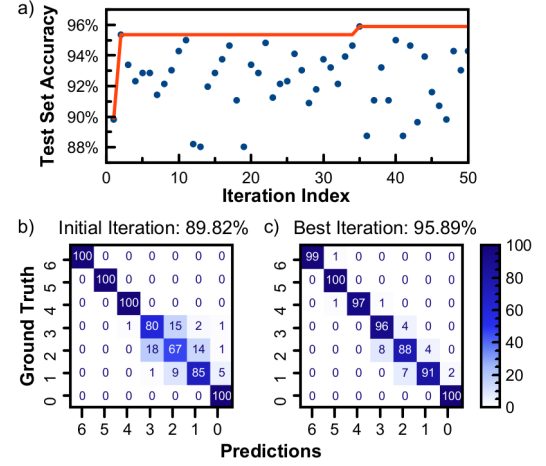 a)
Test Set Accuracy
96%
94%
92%
90%
88%
0 10 20 30 40 50
Iteration Index
b) Initial Iteration: 89.82%
Ground Truth
6 100 0 0 0 0 0 0
5 0 100 0 0 0 0 0
4 0 0 100 0 0 0 0
3 0 0 1 80 15 2 1
2 0 0 0 18 67 14 1
1 0 0 0 1 9 85 5
0 0 0 0 0 0 0 100
6 5 4 3 2 1 0
c) Best Iteration: 95.89%
99 1 0 0 0 0 0
0 100 0 0 0 0 0
0 1 97 1 0 0 0
0 0 0 96 4 0 0
0 0 0 8 88 4 0
0 0 0 0 7 91 2
0 0 0 0 0 0 100
6 5 4 3 2 1 0
100
80
60
40
20
0
Predictions